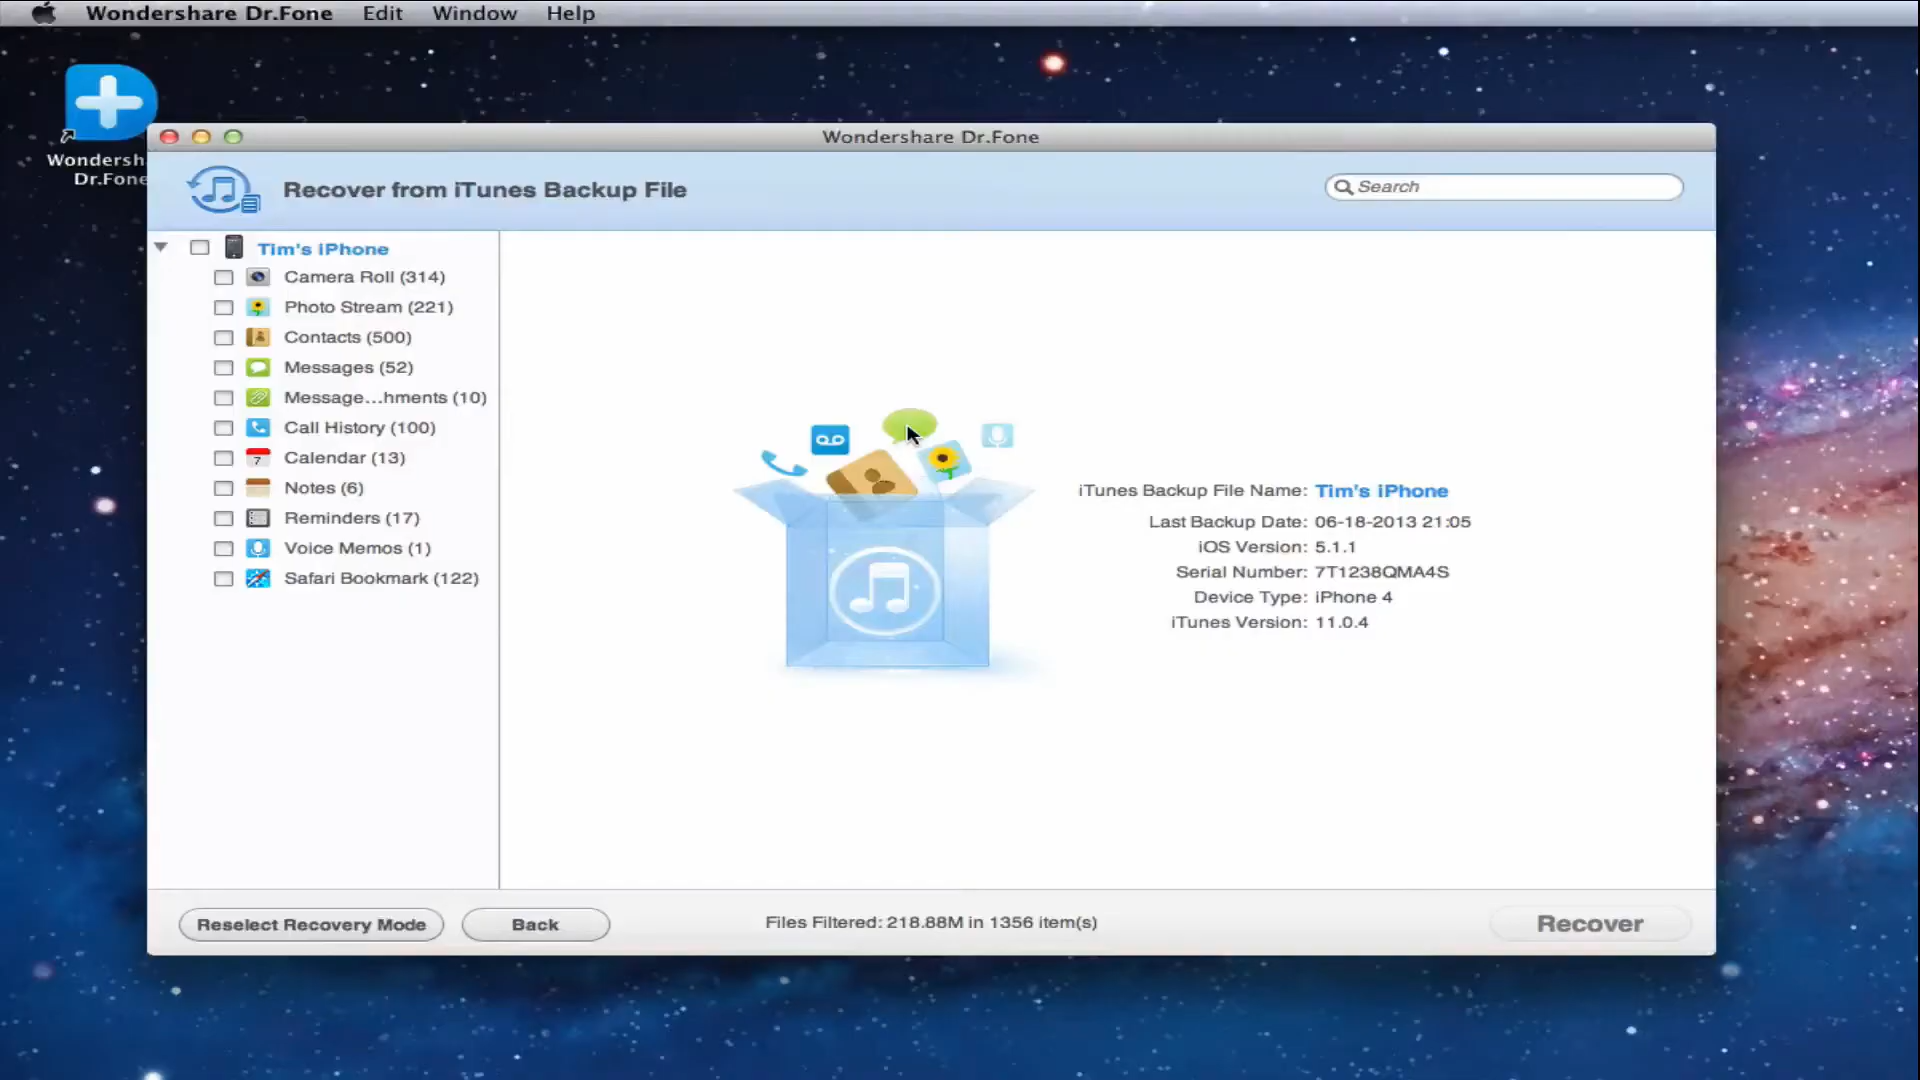 Wondershare Dr.Fone Edit Window Help
Wondersh
Dr.Fone
Wondershare Dr.Fone
Recover from iTunes Backup File
Search
Tim's iPhone
Camera Roll (314)
Photo Stream (221)
Contacts (500)
Messages (52)
Message...hments (10)
Call History (100)
7
Calendar (13)
Notes (6)
Reminders (17)
Voice Memos (1)
Safari Bookmark (122)
iTunes Backup File Name: Tim's iPhone
Last Backup Date: 06-18-2013 21:05
iOS Version: 5.1.1
Serial Number: 7T1238QMA4S
Device Type: iPhone 4
iTunes Version: 11.0.4
Reselect Recovery Mode
Back
Files Filtered: 218.88M in 1356 item(s)
Recover